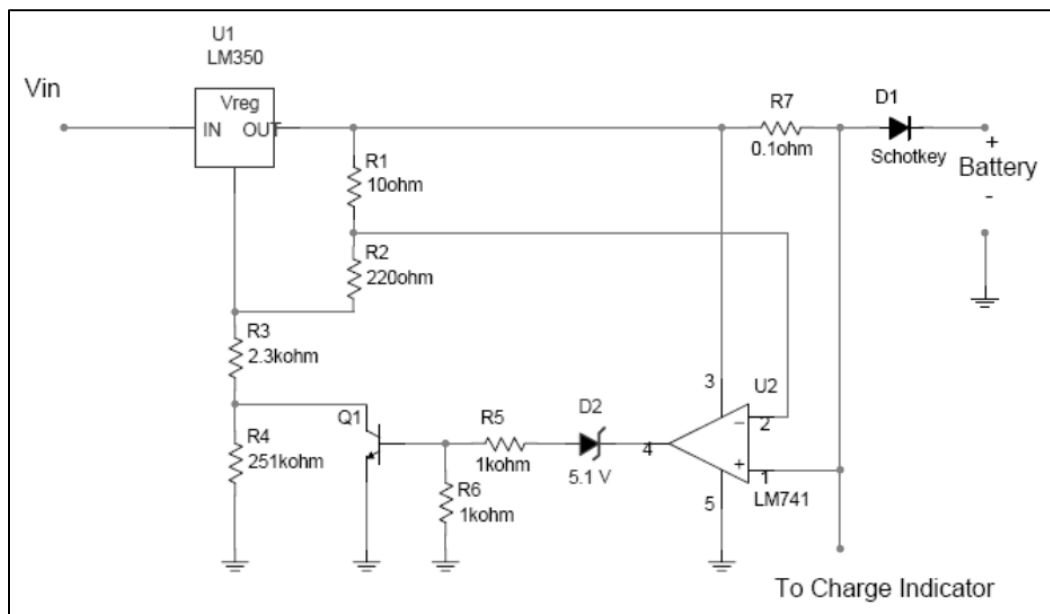 U1
LM350
Vin
Vreg
IN OUT
R7
0.1ohm
D1
Schotkey
+
Battery
-
R1
10ohm
R2
220ohm
R3
2.3kohm
R4
251kohm
Q1
R5
1kohm
R6
1kohm
D2
5.1 V
3
U2
−
2
4
+
1
LM741
5
To Charge Indicator